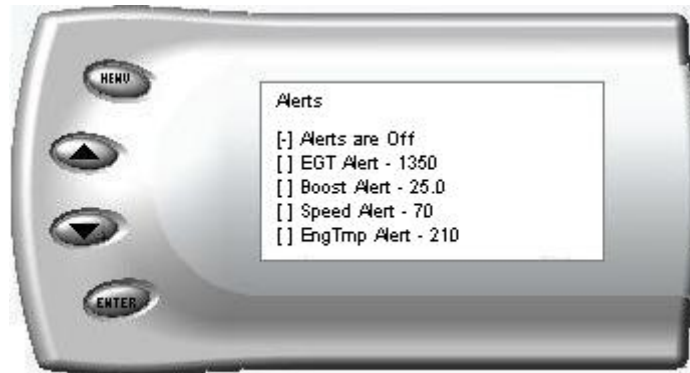 MENU
ENTER
Alerts
[-] Alerts are Off
[ ] EGT Alert - 1350
[ ] Boost Alert - 25.0
[ ] Speed Alert - 70
[ ] EngTmp Alert - 210